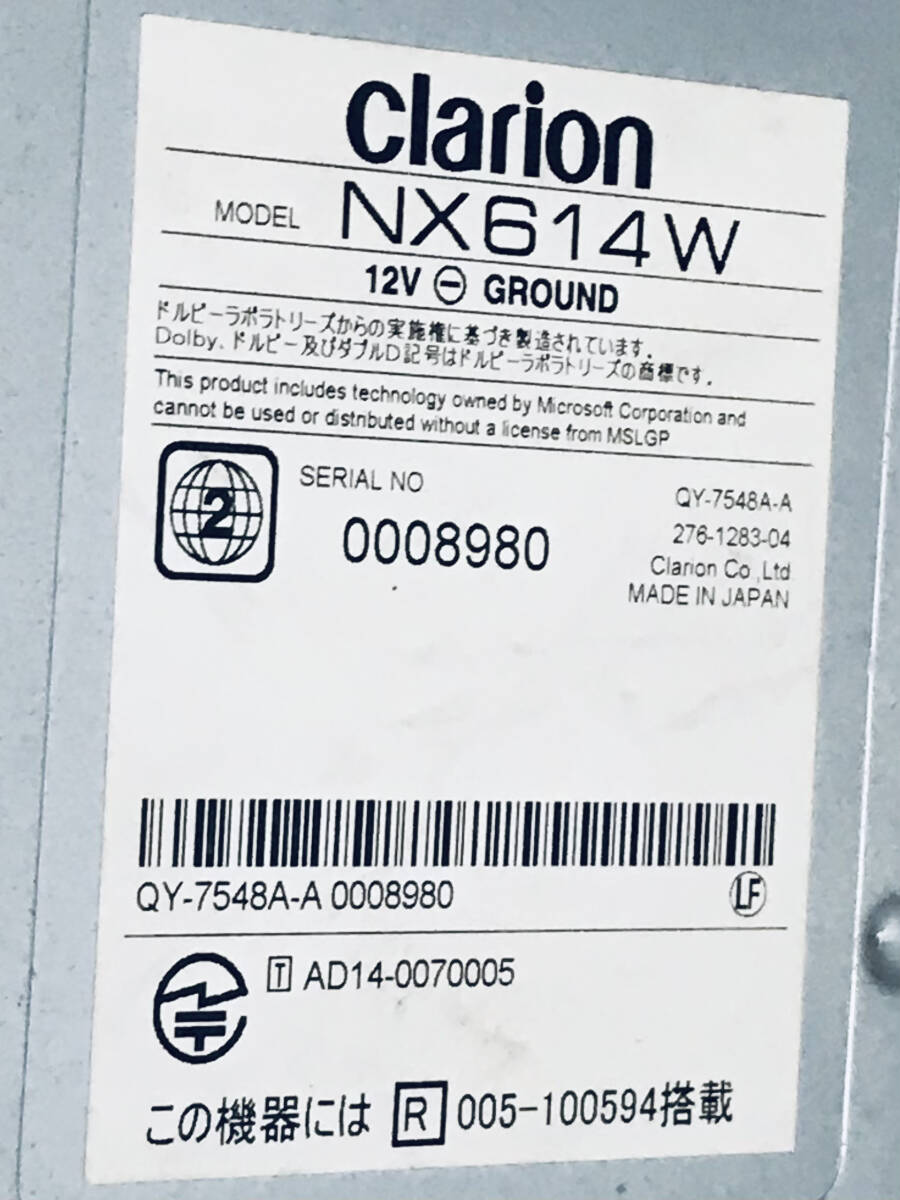 clarion
MODEL NX614W
12V ⊖ GROUND
ドルビーラボラトリーズからの実施権に基づき製造されています.
Dolby、ドルビー及びダブルD記号はドルビーラボラトリーズの商標です.
This product includes technology owned by Microsoft Corporation and
cannot be used or distributed without a license from MSLGP
2
SERIAL NO
0008980
QY-7548A-A
276-1283-04
Clarion Co.,Ltd
MADE IN JAPAN
QY-7548A-A 0008980
LF
T AD14-0070005
この機器には R 005-100594搭載